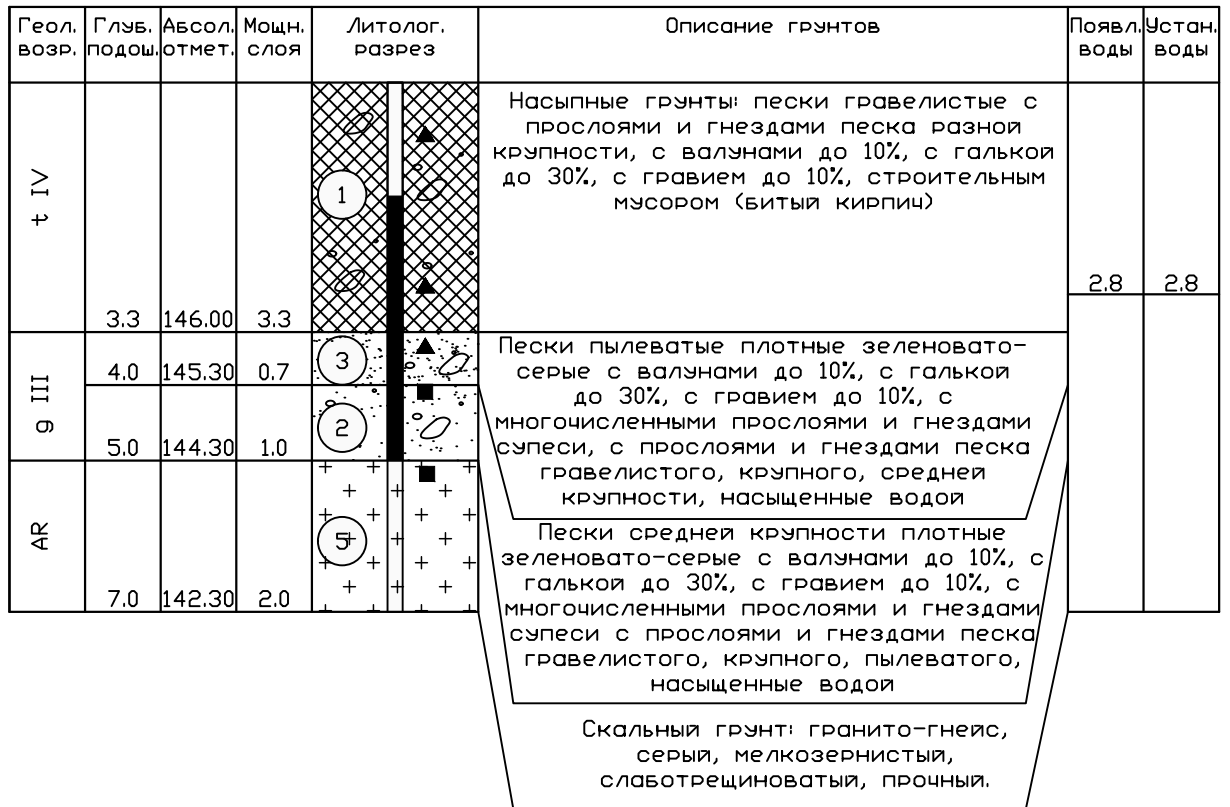 Геол. Глуб. Абсол. Мощн. Литолог. Описание грунтов Появл. Устан.
возр. подош. отмет. слоя разрез воды воды
Насыпные грунты: пески гравелистые с
прослоями и гнездами песка разной
крупности, с валунами до 10%, с галькой
до 30%, с гравием до 10%, строительным
мусором (битый кирпич)
t IV
1
2.8 2.8
3.3 146.00 3.3
Пески пылеватые плотные зеленовато-
серые с валунами до 10%, с галькой
до 30%, с гравием до 10%, с
многочисленными прослоями и гнездами
супеси, с прослоями и гнездами песка
гравелистого, крупного, средней
крупности, насыщенные водой
g III
3
4.0 145.30 0.7
2
5.0 144.30 1.0
Пески средней крупности плотные
зеленовато-серые с валунами до 10%, с
галькой до 30%, с гравием до 10%, с
многочисленными прослоями и гнездами
супеси с прослоями и гнездами песка
гравелистого, крупного, пылеватого,
насыщенные водой
AR
5
7.0 142.30 2.0
Скальный грунт: гранито-гнейс,
серый, мелкозернистый,
слаботрещиноватый, прочный.